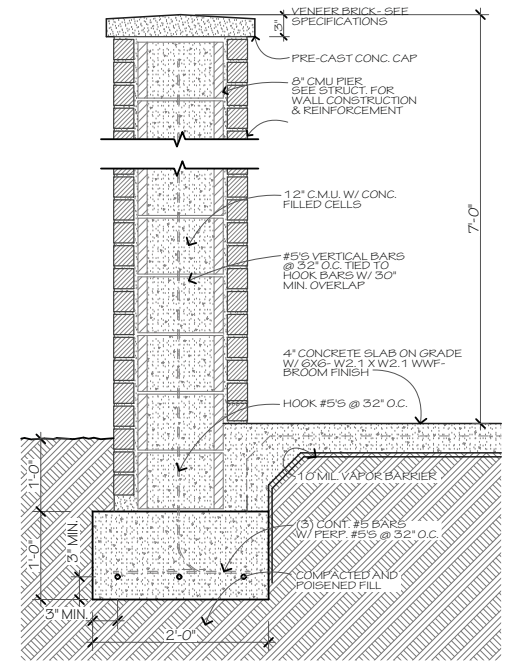 VENEER BRICK- SEE
SPECIFICATIONS
3"
PRE-CAST CONC. CAP
8" CMU PIER
SEE STRUCT. FOR
WALL CONSTRUCTION
& REINFORCEMENT
12" C.M.U. W/ CONC.
FILLED CELLS
7'-0"
#5'S VERTICAL BARS
@ 32" O.C. TIED TO
HOOK BARS W/ 30"
MIN. OVERLAP
4" CONCRETE SLAB ON GRADE
W/ 6X6- W2.1 X W2.1 WWF-
BROOM FINISH
HOOK #5'S @ 32" O.C.
1'-0"
10 MIL. VAPOR BARRIER
(3) CONT. #5 BARS
W/ PERP. #5'S @ 32" O.C.
1'-0"
3" MIN.
COMPACTED AND
POISENED FILL
3" MIN.
2'-0"